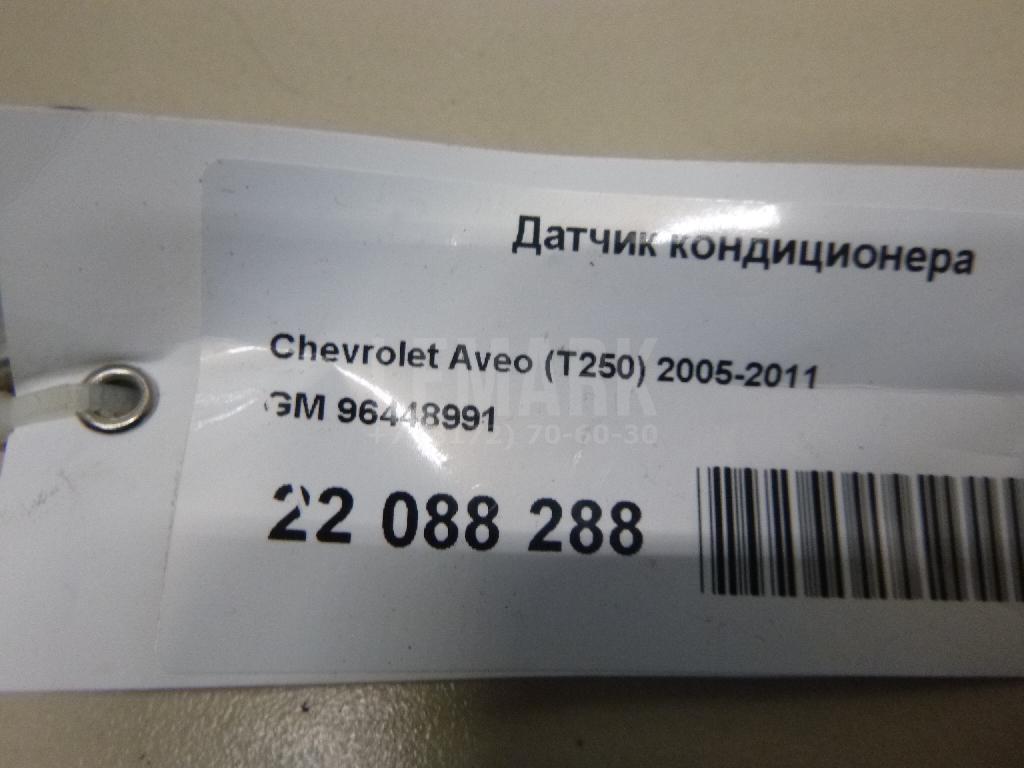 Датчик кондиционера
Chevrolet Aveo (T250) 2005-2011
GM 96448991
22 088 288